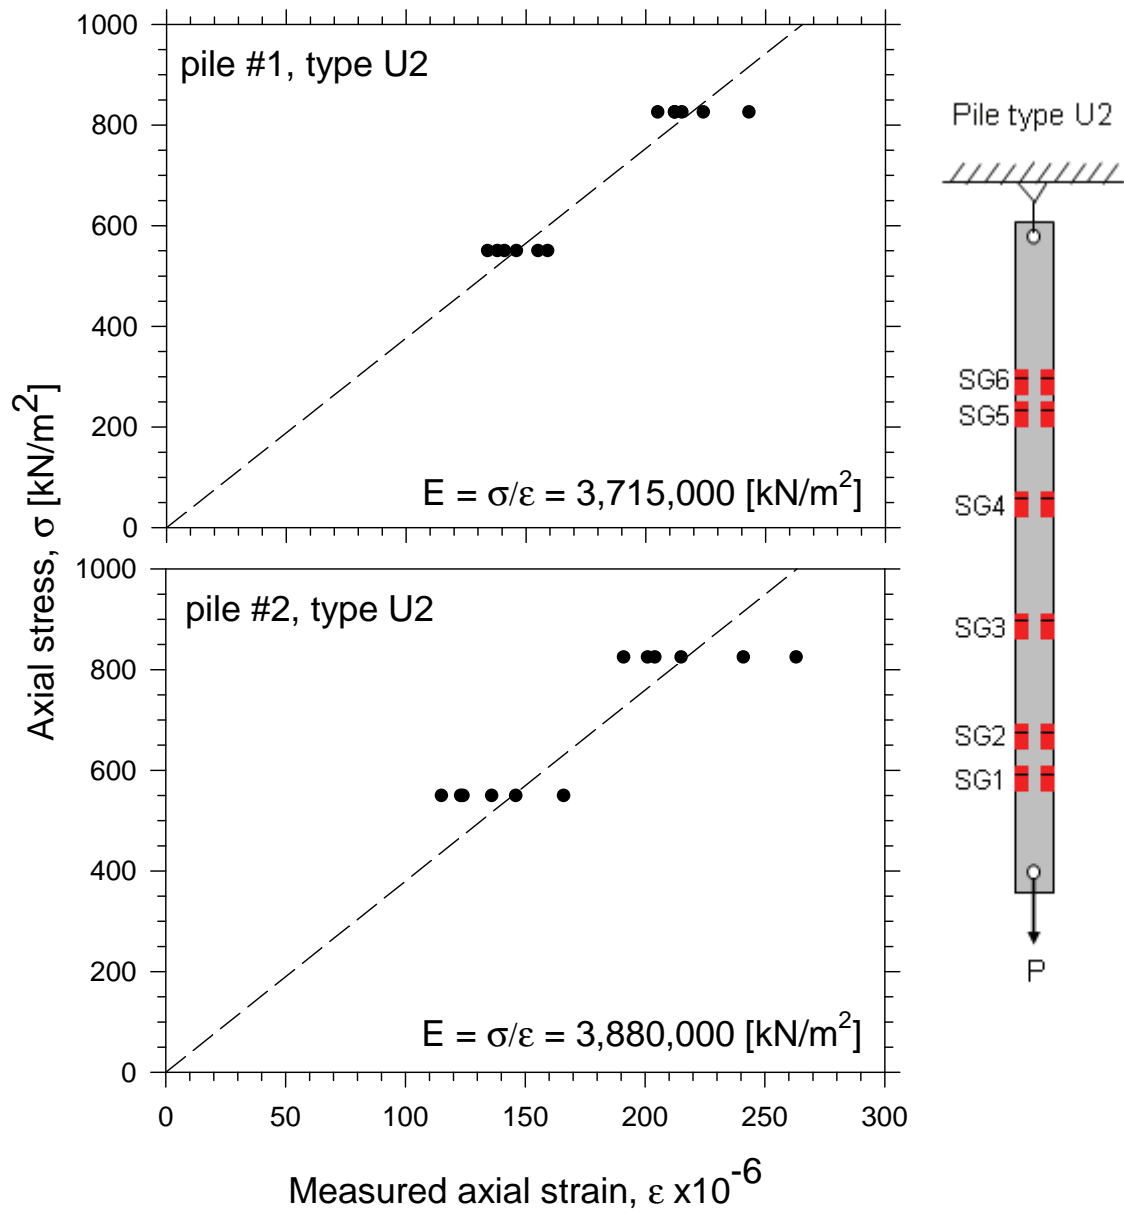 pile #1, type U2
1000
800
600
400
200
0
E = σ/ε = 3,715,000 [kN/m²]
pile #2, type U2
1000
800
600
400
200
0
E = σ/ε = 3,880,000 [kN/m²]
0 50 100 150 200 250 300
Measured axial strain, ε x10⁻⁶
Axial stress, σ [kN/m²]
Pile type U2
SG6
SG5
SG4
SG3
SG2
SG1
P